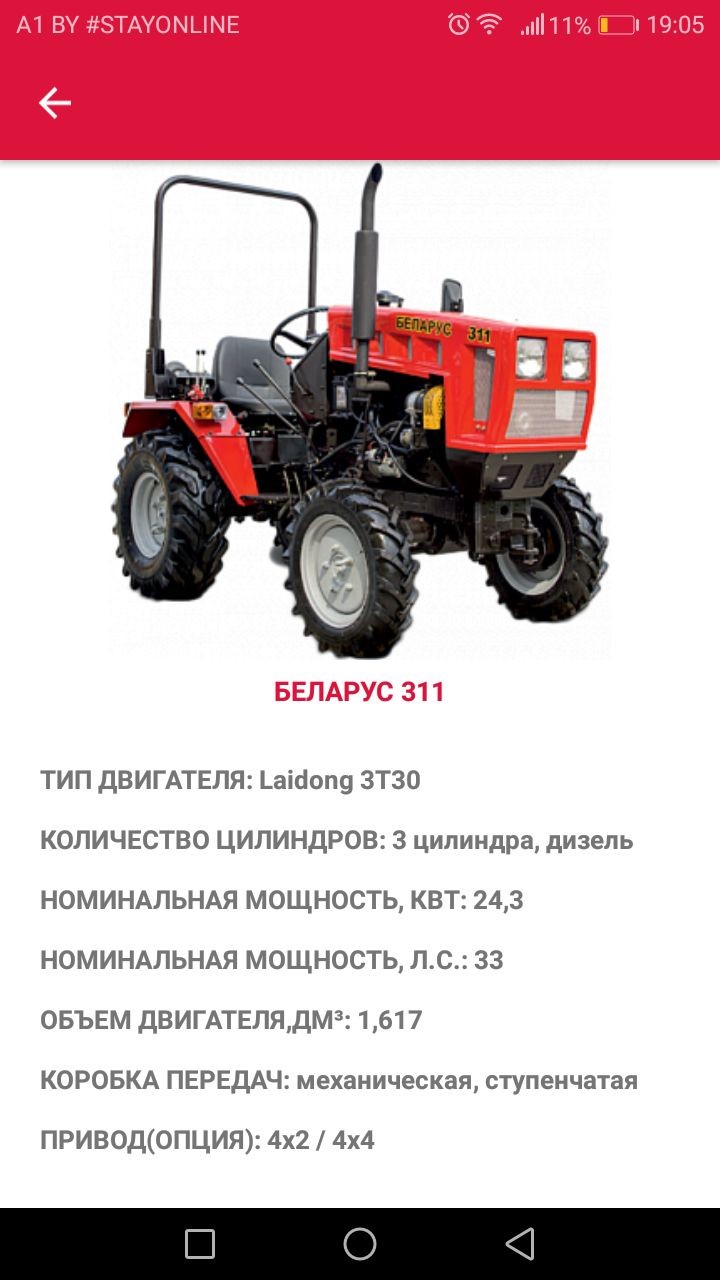 A1 BY #STAYONLINE 11% 19:05
БЕЛАРУС 311
БЕЛАРУС 311
ТИП ДВИГАТЕЛЯ: Laidong 3T30
КОЛИЧЕСТВО ЦИЛИНДРОВ: 3 цилиндра, дизель
НОМИНАЛЬНАЯ МОЩНОСТЬ, КВТ: 24,3
НОМИНАЛЬНАЯ МОЩНОСТЬ, Л.С.: 33
ОБЪЕМ ДВИГАТЕЛЯ,ДМ³: 1,617
КОРОБКА ПЕРЕДАЧ: механическая, ступенчатая
ПРИВОД(ОПЦИЯ): 4x2 / 4x4